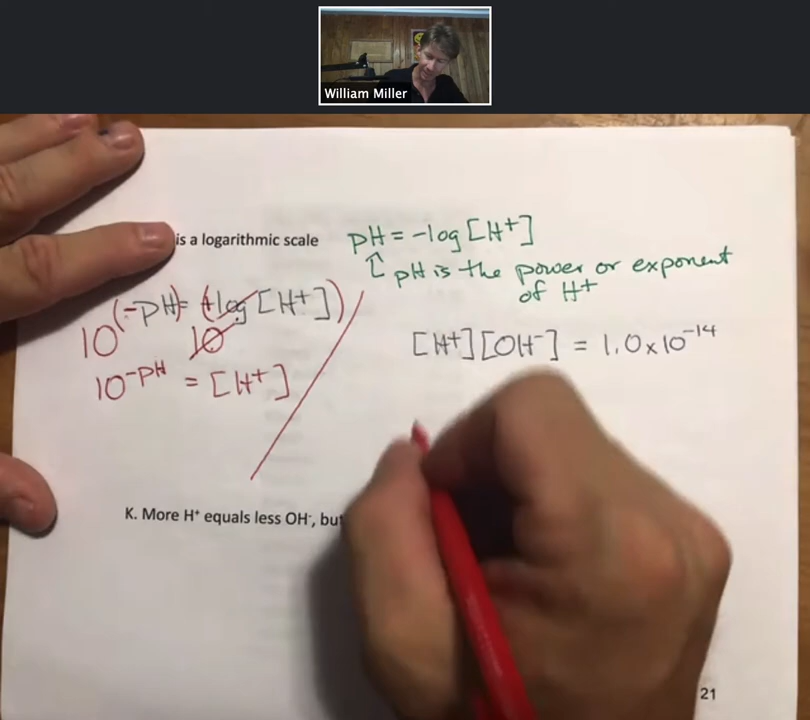 William Miller
is a logarithmic scale
pH = -log [H+]
↑ pH is the power or exponent
of H+
10^(-pH) = 10^(+log [H+])
10^-pH = [H+]
[H+][OH-] = 1.0 x 10^-14
K. More H+ equals less OH-, but
21